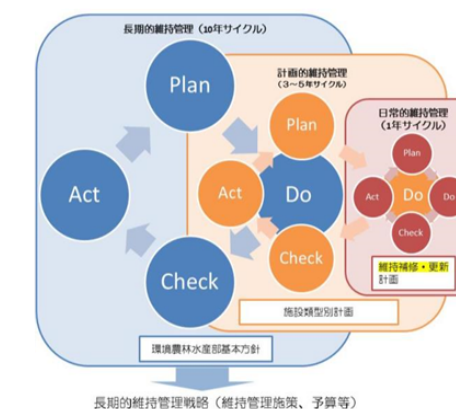 長期的維持管理（10年サイクル）
計画的維持管理
（3～5年サイクル）
日常的維持管理
（1年サイクル）
Plan
Do
Check
Act
Plan
Do
Check
Act
Plan
Do
Check
Act
維持補修・更新
計画
施設類型別計画
環境農林水産部基本方針
長期的維持管理戦略（維持管理施策、予算等）